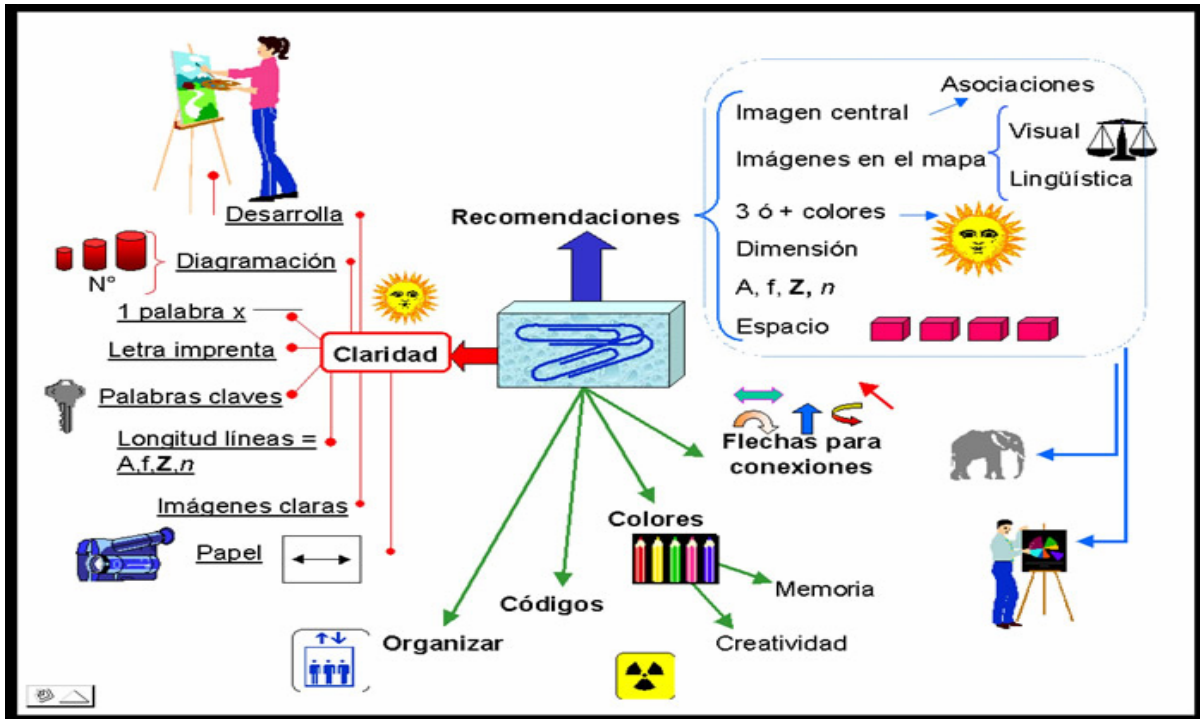 Desarrolla
Diagramación
N°
1 palabra x
Letra imprenta
Claridad
Palabras claves
Longitud líneas =
A,f,Z,n
Imágenes claras
Papel
Recomendaciones
Imagen central
Asociaciones
Imágenes en el mapa
Visual
Lingüística
3 ó + colores
Dimensión
A, f, Z, n
Espacio
Flechas para
conexiones
Colores
Memoria
Creatividad
Códigos
Organizar